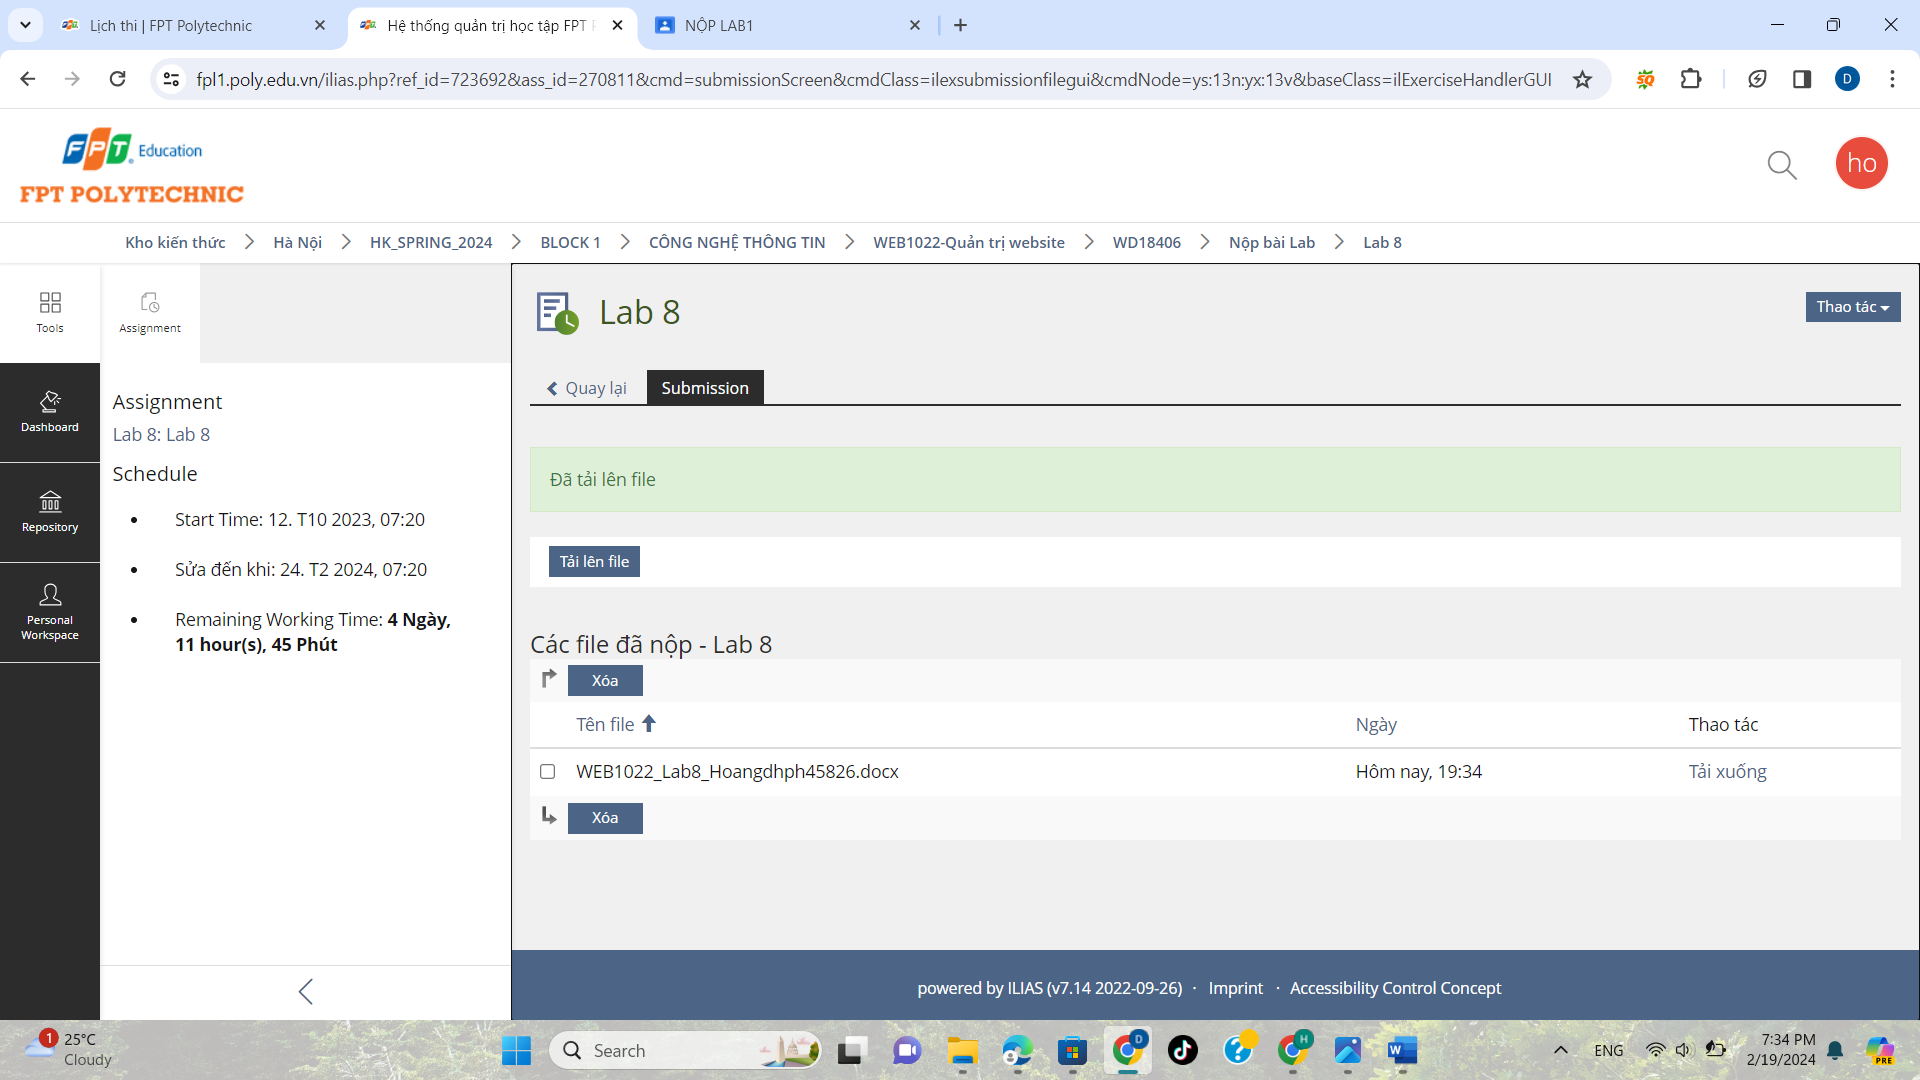 Lịch thi | FPT Polytechnic
Hệ thống quản trị học tập FPT
NỘP LAB1
fpl1.poly.edu.vn/ilias.php?ref_id=723692&ass_id=270811&cmd=submissionScreen&cmdClass=ilexsubmissionfilegui&cmdNode=ys:13n:yx:13v&baseClass=ilExerciseHandlerGUI
D
FPT Education
FPT POLYTECHNIC
ho
Kho kiến thức
Hà Nội
HK_SPRING_2024
BLOCK 1
CÔNG NGHỆ THÔNG TIN
WEB1022-Quản trị website
WD18406
Nộp bài Lab
Lab 8
Tools
Assignment
Dashboard
Repository
Personal
Workspace
Assignment
Lab 8: Lab 8
Schedule
Start Time: 12. T10 2023, 07:20
Sửa đến khi: 24. T2 2024, 07:20
Remaining Working Time: 4 Ngày,
11 hour(s), 45 Phút
Lab 8
Thao tác
Quay lại
Submission
Đã tải lên file
Tải lên file
Các file đã nộp - Lab 8
Xóa
Tên file
Ngày
Thao tác
WEB1022_Lab8_Hoangdhph45826.docx
Hôm nay, 19:34
Tải xuống
Xóa
powered by ILIAS (v7.14 2022-09-26) · Imprint · Accessibility Control Concept
1
25°C
Cloudy
Search
D
H
W
ENG
7:34 PM
2/19/2024
PRE